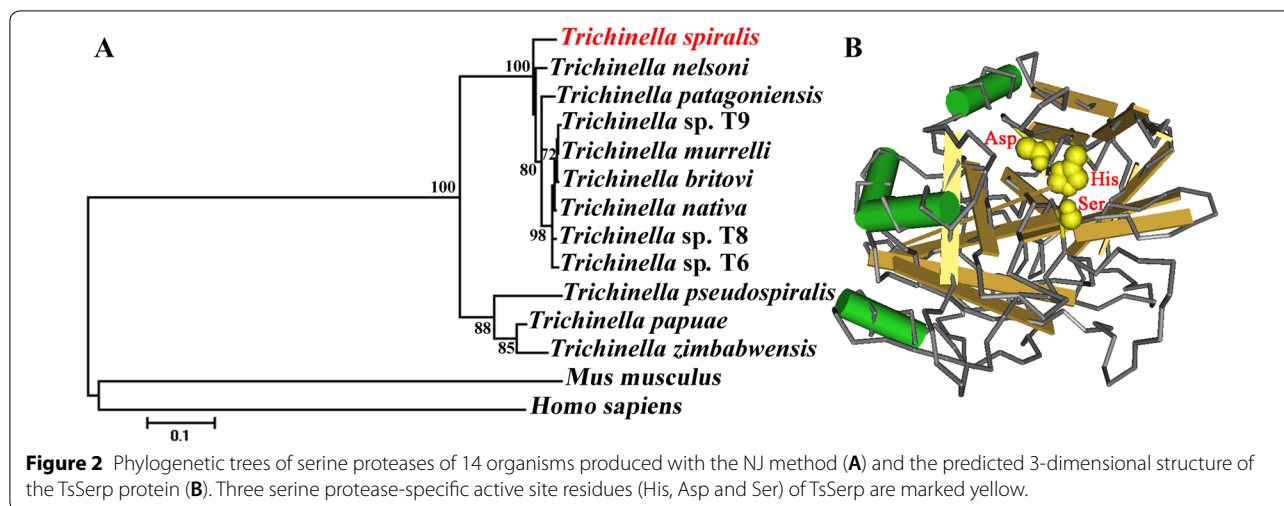 A
B
Trichinella spiralis
100
Trichinella nelsoni
Trichinella patagoniensis
Trichinella sp. T9
72
Trichinella murrelli
80
Trichinella britovi
Trichinella nativa
98
Trichinella sp. T8
Trichinella sp. T6
100
Trichinella pseudospiralis
88
Trichinella papuae
85
Trichinella zimbabwensis
Mus musculus
Homo sapiens
0.1
Asp
His
Ser
Figure 2 Phylogenetic trees of serine proteases of 14 organisms produced with the NJ method (A) and the predicted 3-dimensional structure of
the TsSerp protein (B). Three serine protease-specific active site residues (His, Asp and Ser) of TsSerp are marked yellow.